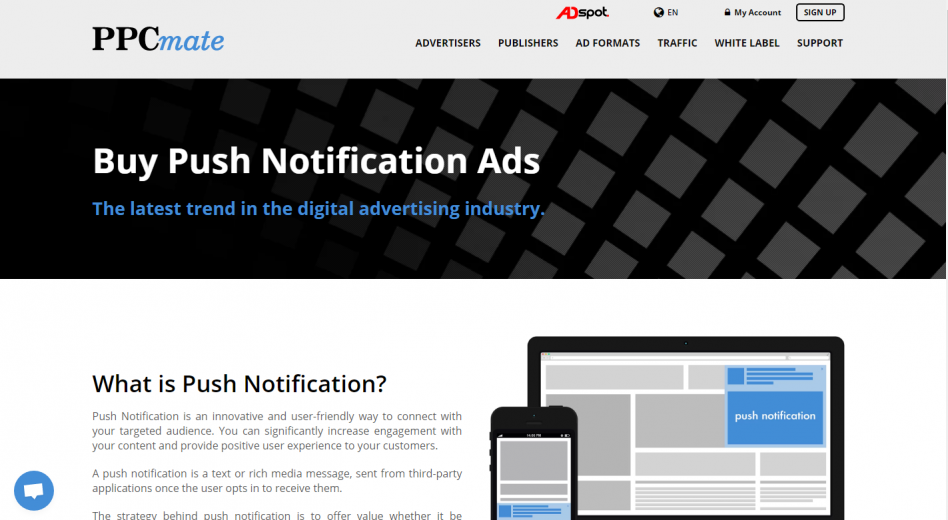 ADspot.
EN
My Account
SIGN UP
PPCmate
ADVERTISERS
PUBLISHERS
AD FORMATS
TRAFFIC
WHITE LABEL
SUPPORT
Buy Push Notification Ads
The latest trend in the digital advertising industry.
What is Push Notification?
Push Notification is an innovative and user-friendly way to connect with
your targeted audience. You can significantly increase engagement with
your content and provide positive user experience to your customers.
A push notification is a text or rich media message, sent from third-party
applications once the user opts in to receive them.
The strategy behind push notification is to offer value whether it be
push notification